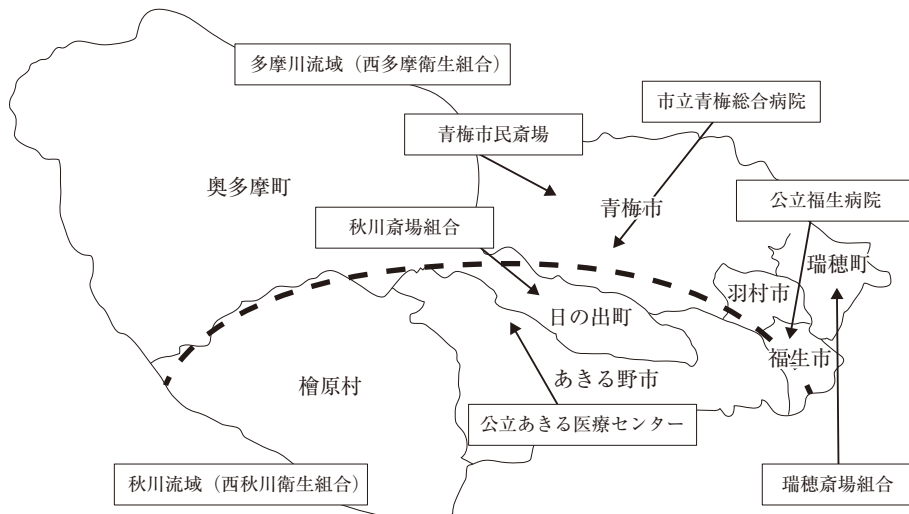 多摩川流域（西多摩衛生組合）
市立青梅総合病院
青梅市民斎場
奥多摩町
青梅市
公立福生病院
秋川斎場組合
瑞穂町
羽村市
日の出町
福生市
あきる野市
檜原村
公立あきる医療センター
秋川流域（西秋川衛生組合）
瑞穂斎場組合